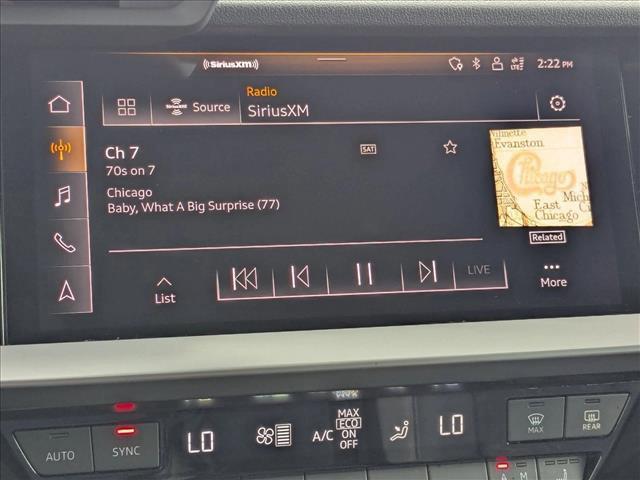 SiriusXM
LTE
2:22 PM
Radio
Source
SiriusXM
Ch 7
SAT
70s on 7
Chicago
Baby, What A Big Surprise (77)
Evanston
Chicago
East
Chicago
Related
List
LIVE
More
AUTO
SYNC
LO
A/C
MAX
ECO
ON
OFF
LO
MAX
REAR
A M